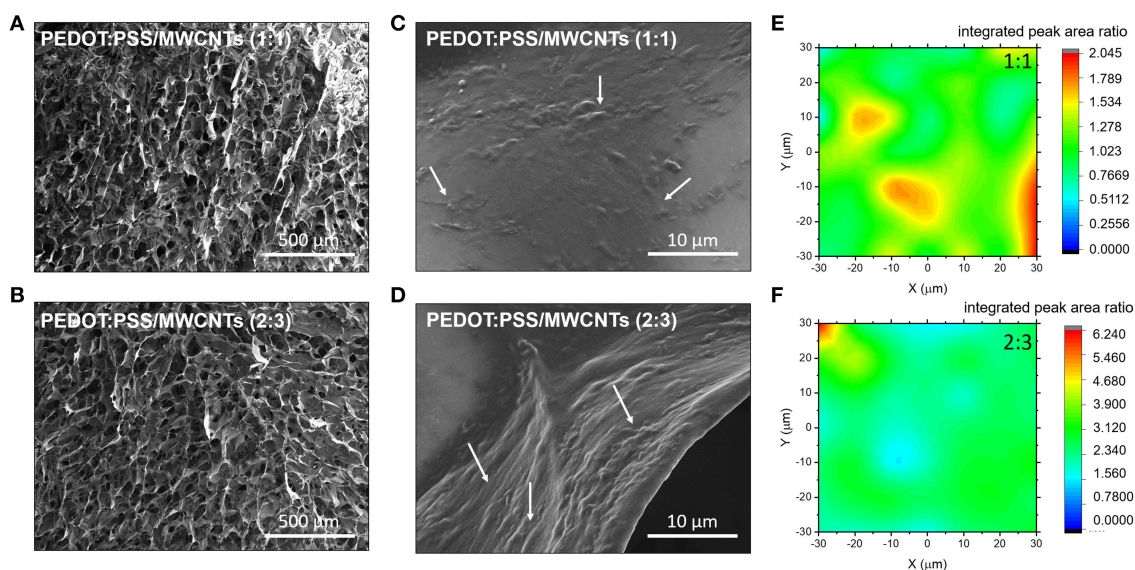 A
PEDOT:PSS/MWCNTs (1:1)
500 µm
B
PEDOT:PSS/MWCNTs (2:3)
500 µm
C
PEDOT:PSS/MWCNTs (1:1)
10 µm
D
PEDOT:PSS/MWCNTs (2:3)
10 µm
E
integrated peak area ratio
1:1
2.045
1.789
1.534
1.278
1.022
0.7669
0.5112
0.2556
0.0000
30
20
10
0
-10
-20
-30
Y (µm)
-30 -20 -10 0 10 20 30
X (µm)
F
integrated peak area ratio
2:3
6.240
5.460
4.680
3.900
3.120
2.340
1.560
0.7800
0.0000
30
20
10
0
-10
-20
-30
Y (µm)
-30 -20 -10 0 10 20 30
X (µm)